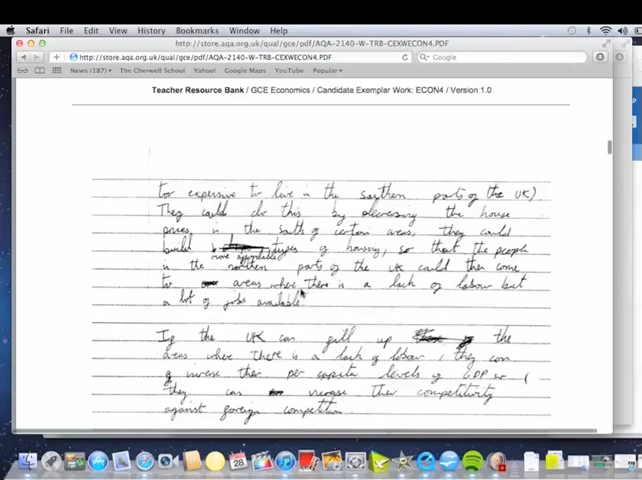 Safari File Edit View History Bookmarks Window Help
http://store.aqa.org.uk/qual/gce/pdf/AQA-2140-W-TRB-CEXWECON4.PDF
http://store.aqa.org.uk/qual/gce/pdf/AQA-2140-W-TRB-CEXWECON4.PDF Google
News (187) The Cherwell School Yahoo! Google Maps YouTube Popular
Teacher Resource Bank / GCE Economics / Candidate Exemplar Work: ECON4 / Version 1.0
too expensive to live in the southern parts of the UK).
They could do this by decreasing the house
prices in the south of certain areas, they could
build types of housing, so that the people
more affordable
in the northern parts of the UK could then come
to areas where there is a lack of labour but
a lot of jobs available.
If the UK can fill up the
areas where there is a lack of labour, they can
increase their per capita levels of GDP so
they can increase their competitivity
against foreign competition.
28